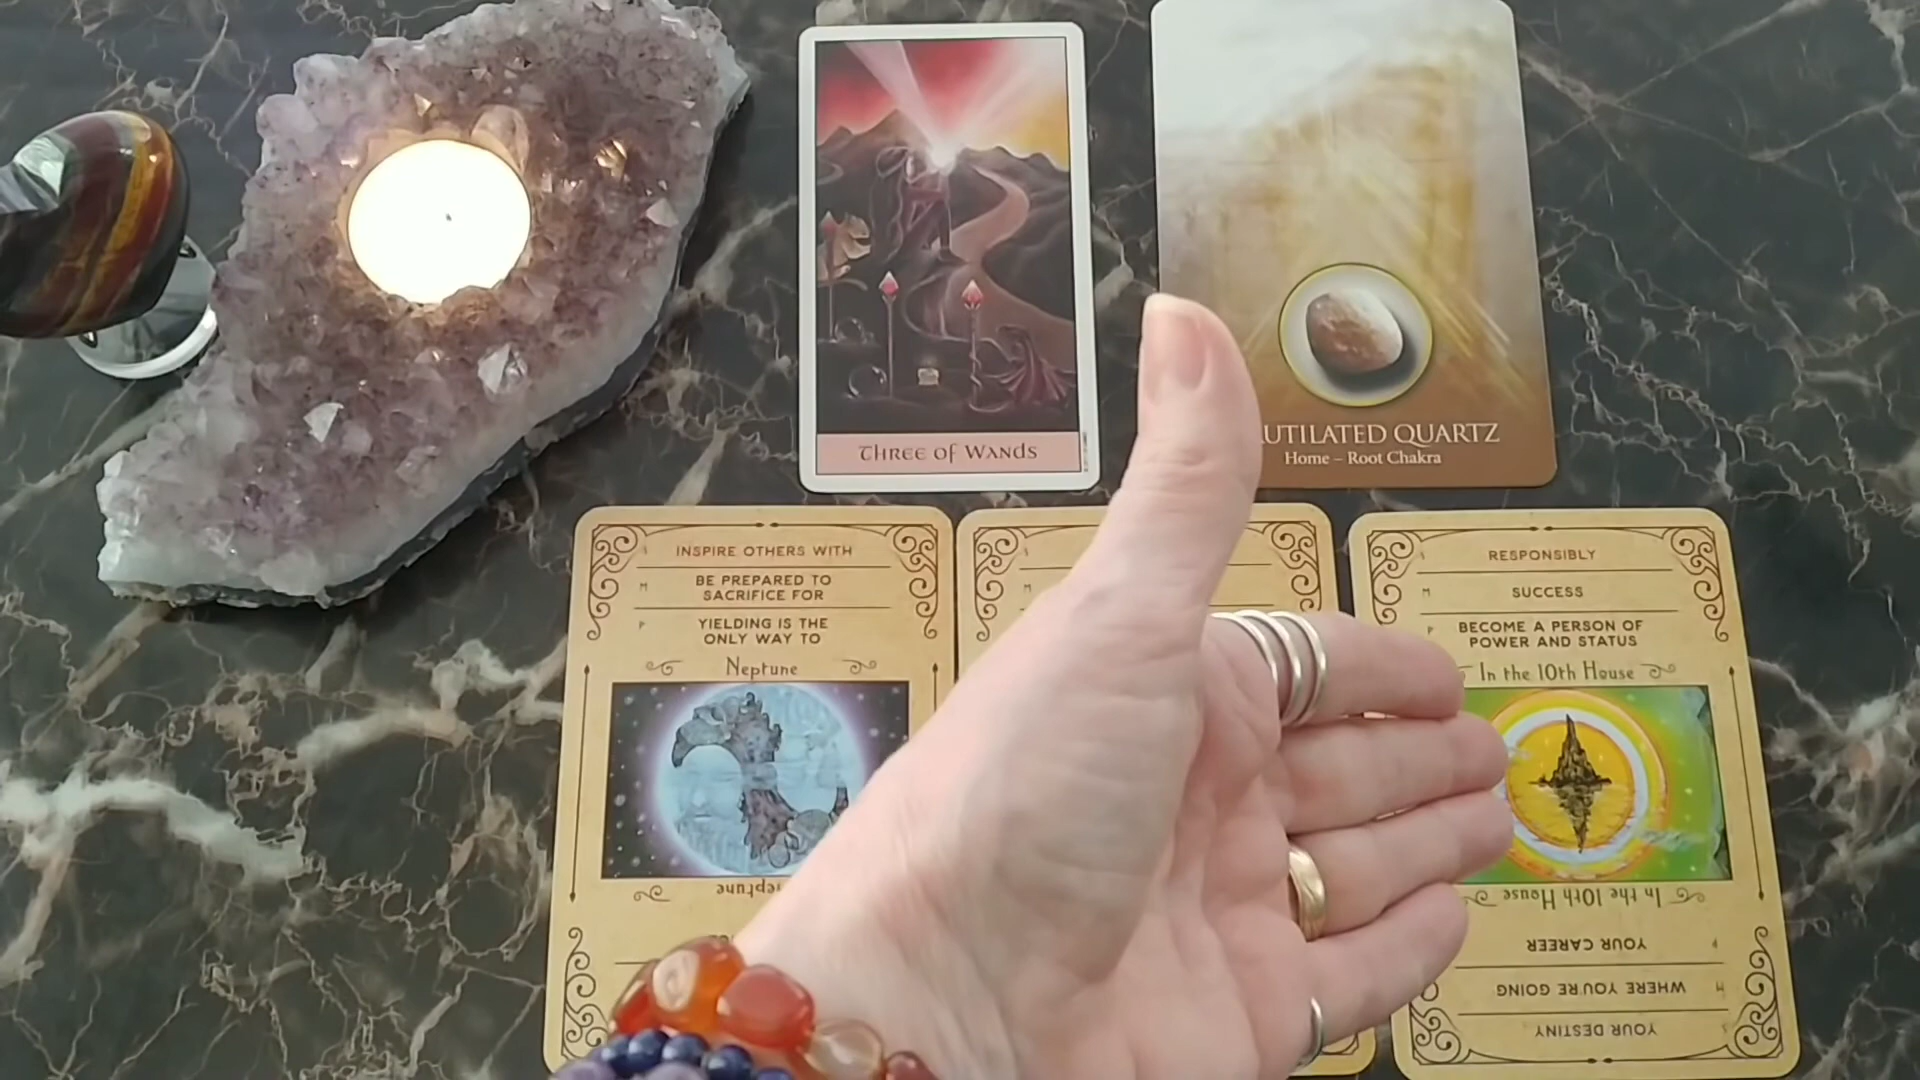 THREE OF WANDS
UTILATED QUARTZ
Home – Root Chakra
INSPIRE OTHERS WITH
M BE PREPARED TO
SACRIFICE FOR
P YIELDING IS THE
ONLY WAY TO
Neptune
M
RESPONSIBLY
M SUCCESS
P BECOME A PERSON OF
POWER AND STATUS
In the 10th House
In the 10th House
YOUR CAREER P
WHERE YOU'RE GOING M
YOUR DESTINY S